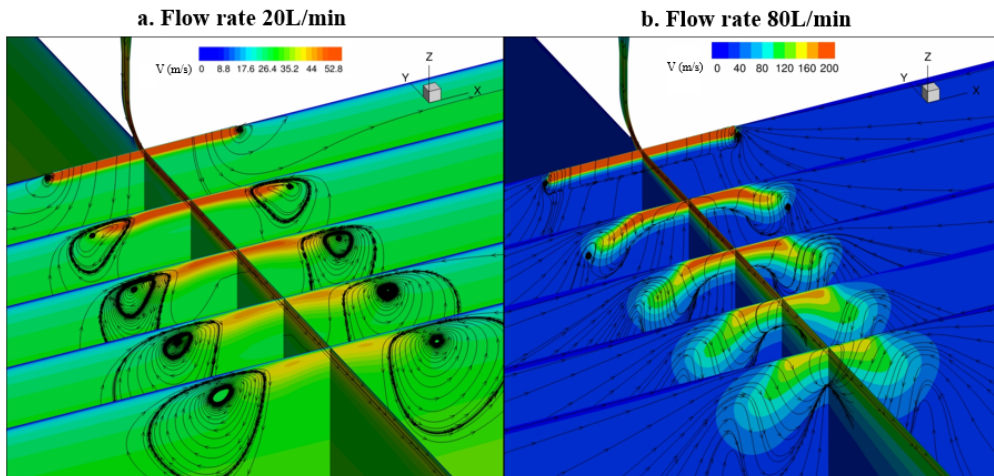 a. Flow rate 20L/min
b. Flow rate 80L/min
V (m/s) 0 8.8 17.6 26.4 35.2 44 52.8
Z
Y
X
V (m/s) 0 40 80 120 160 200
Z
Y
X